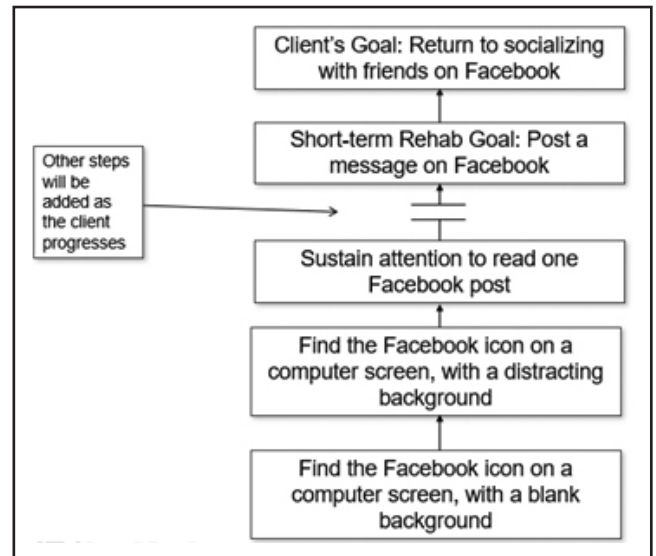 Client's Goal: Return to socializing
with friends on Facebook
Short-term Rehab Goal: Post a
message on Facebook
Other steps
will be
added as
the client
progresses
Sustain attention to read one
Facebook post
Find the Facebook icon on a
computer screen, with a distracting
background
Find the Facebook icon on a
computer screen, with a blank
background